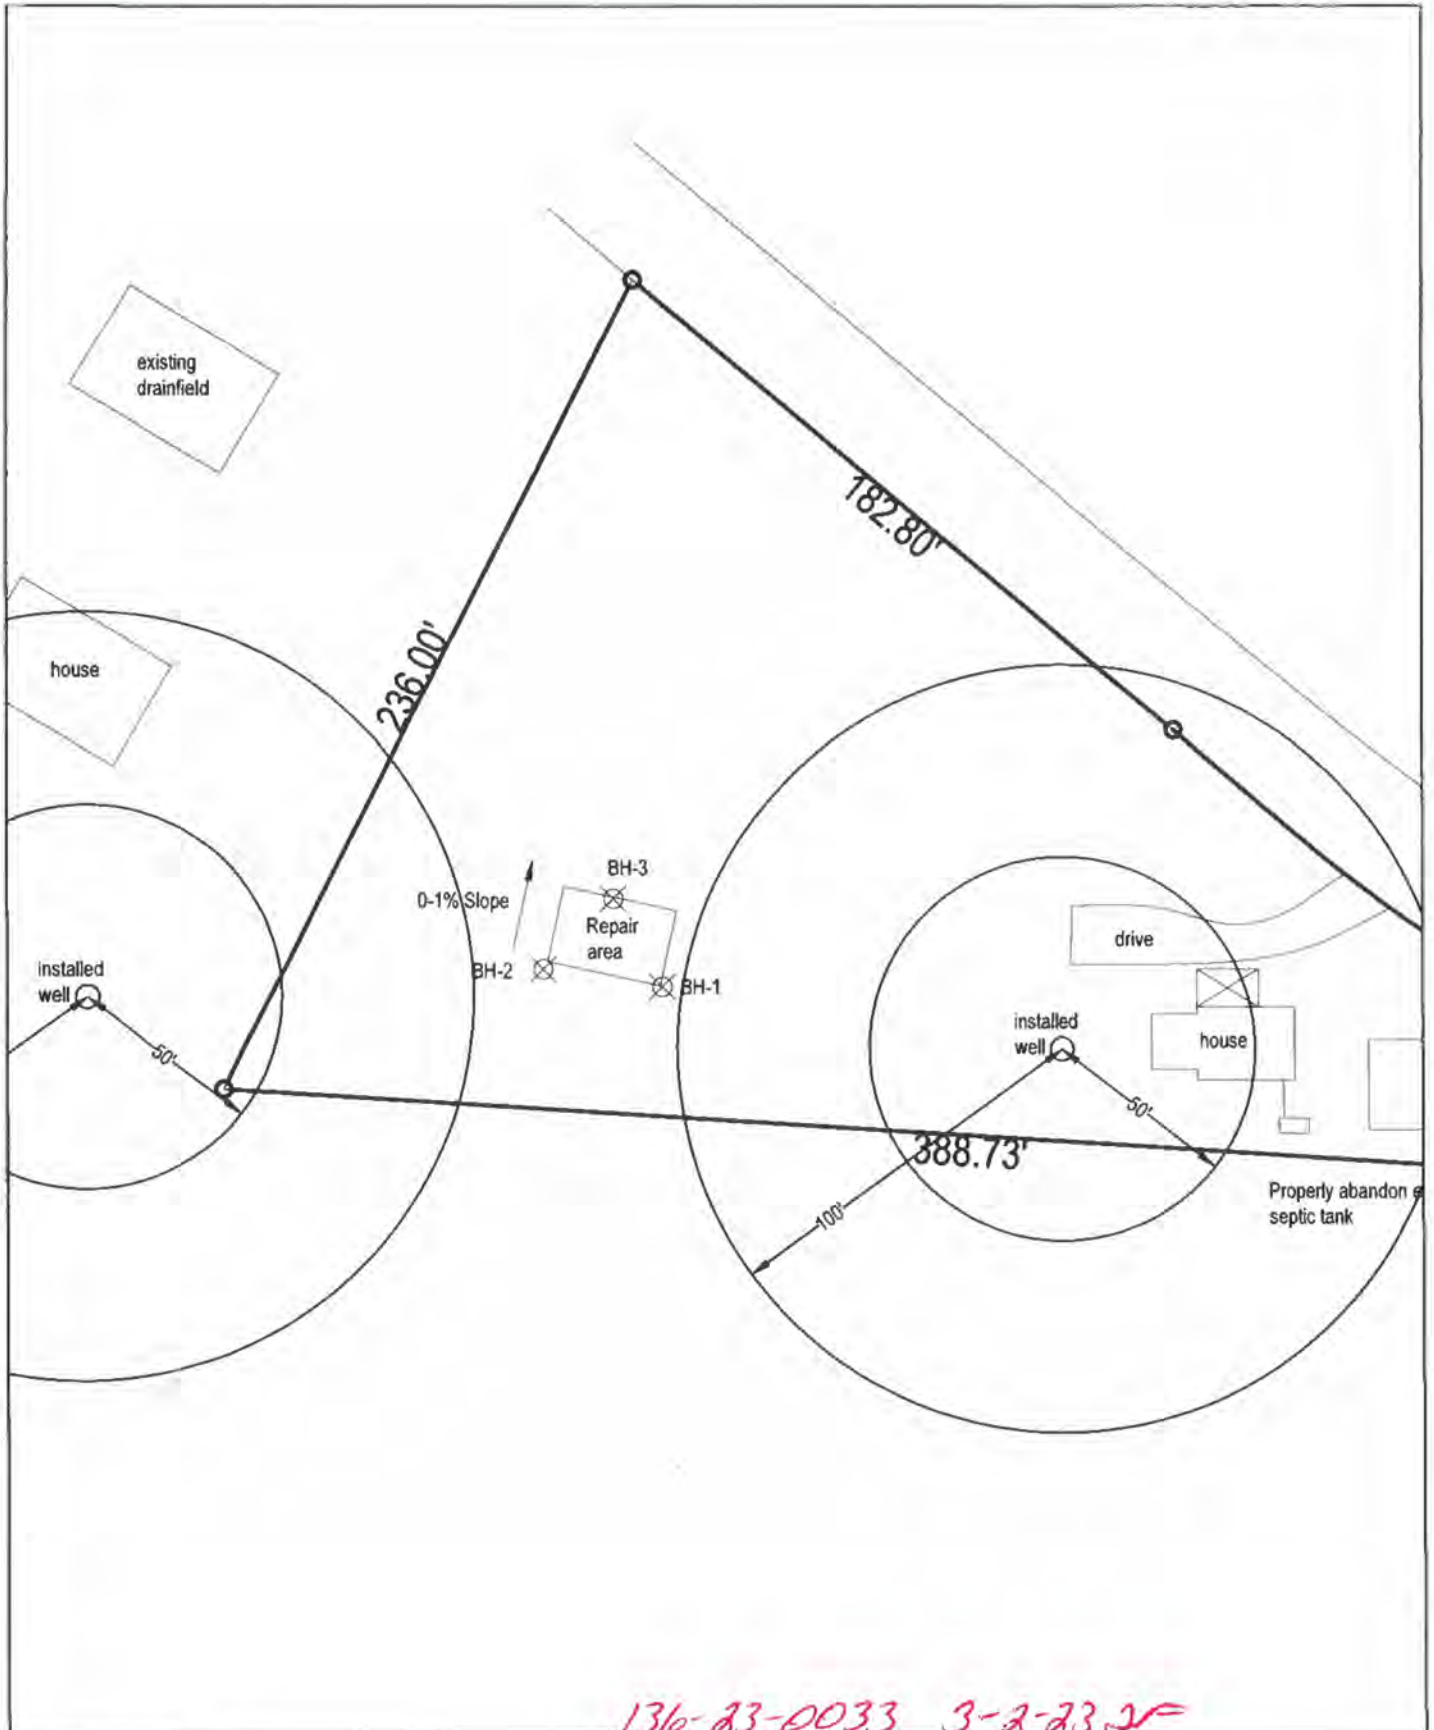 existing
drainfield
182.80'
house
236.00'
BH-3
0-1% Slope
Repair
area
BH-2
BH-1
installed
well
50'
drive
installed
well
house
50'
388.73'
100'
Properly abandon
septic tank
136-23-0033 3-2-23